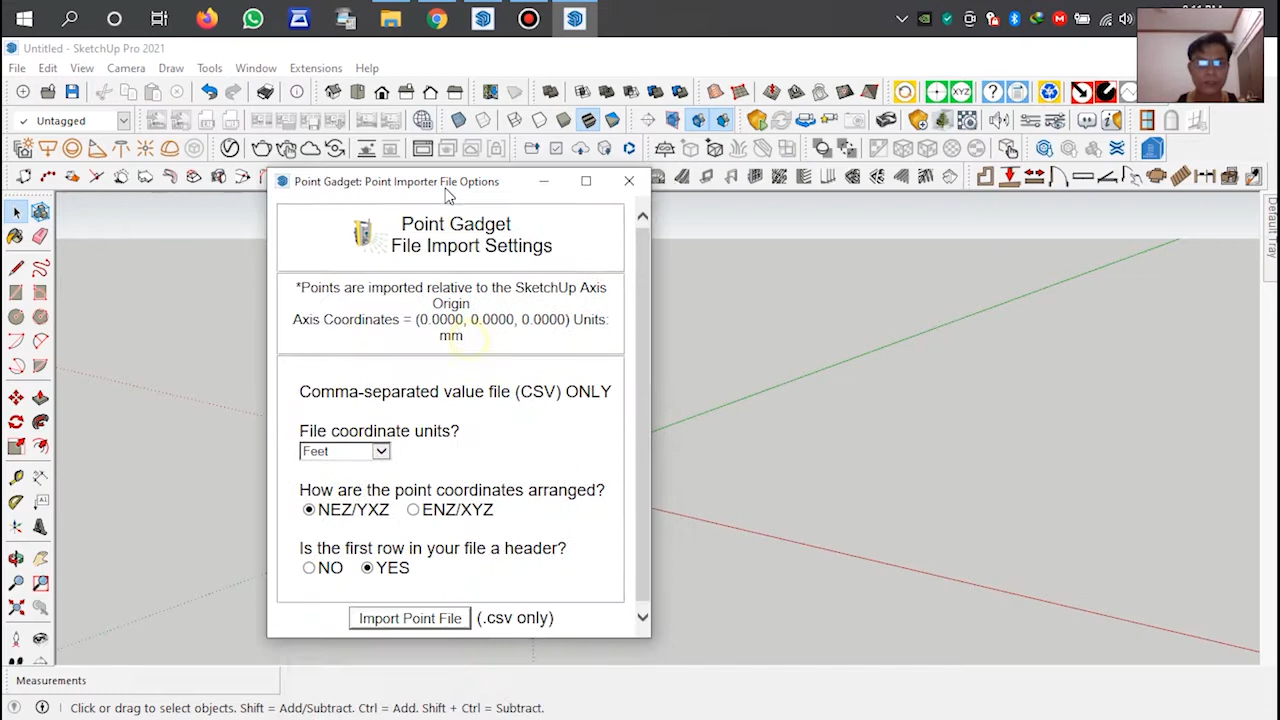 Untitled - SketchUp Pro 2021
File Edit View Camera Draw Tools Window Extensions Help
Untagged
XYZ
Point Gadget: Point Importer File Options
Point Gadget
File Import Settings
*Points are imported relative to the SketchUp Axis
Origin
Axis Coordinates = (0.0000, 0.0000, 0.0000) Units:
mm
Comma-separated value file (CSV) ONLY
File coordinate units?
Feet
How are the point coordinates arranged?
NEZ/YXZ ENZ/XYZ
Is the first row in your file a header?
NO YES
Import Point File (.csv only)
Default Tray
Measurements
Click or drag to select objects. Shift = Add/Subtract. Ctrl = Add. Shift + Ctrl = Subtract.